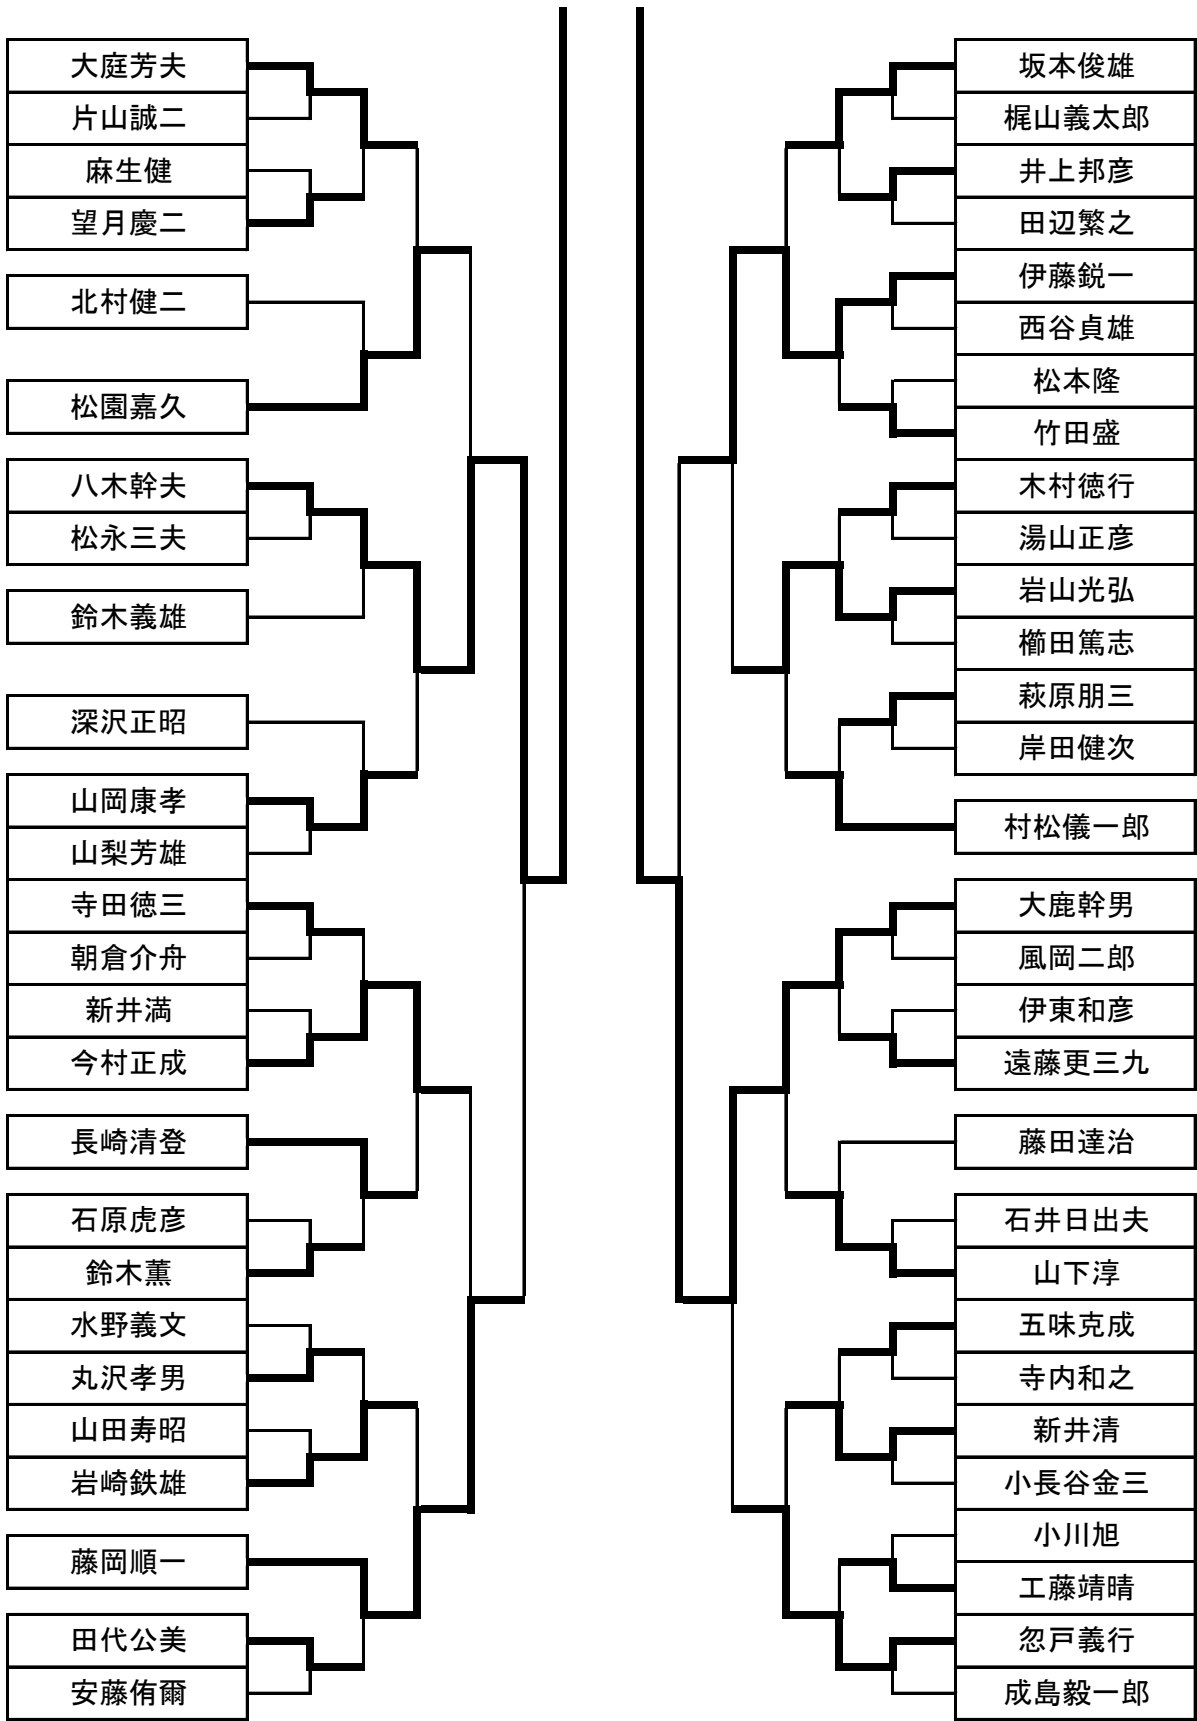 大庭芳夫
片山誠二
麻生健
望月慶二
北村健二
松園嘉久
八木幹夫
松永三夫
鈴木義雄
深沢正昭
山岡康孝
山梨芳雄
寺田徳三
朝倉介舟
新井満
今村正成
長崎清登
石原虎彦
鈴木薫
水野義文
丸沢孝男
山田寿昭
岩崎鉄雄
藤岡順一
田代公美
安藤侑爾
坂本俊雄
梶山義太郎
井上邦彦
田辺繁之
伊藤鋭一
西谷貞雄
松本隆
竹田盛
木村徳行
湯山正彦
岩山光弘
櫛田篤志
萩原朋三
岸田健次
村松儀一郎
大鹿幹男
風岡二郎
伊東和彦
遠藤更三九
藤田達治
石井日出夫
山下淳
五味克成
寺内和之
新井清
小長谷金三
小川旭
工藤靖晴
忽戸義行
成島毅一郎